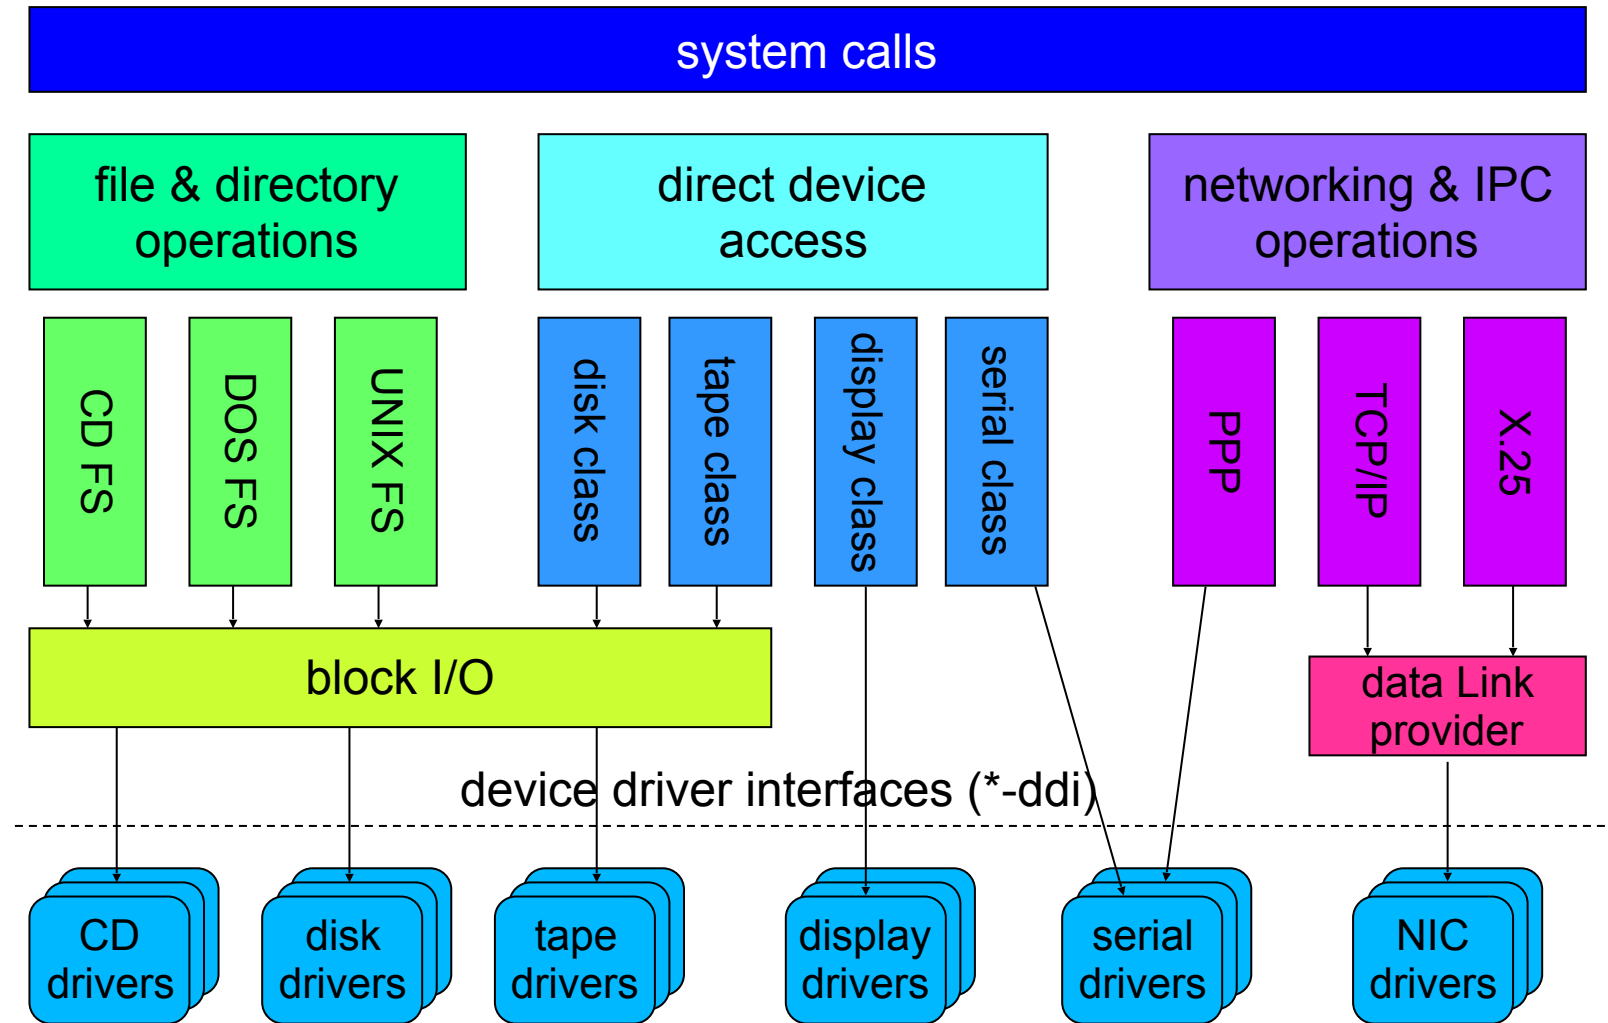 system calls
file & directory
operations
direct device
access
networking & IPC
operations
CD FS
DOS FS
UNIX FS
disk class
tape class
display class
serial class
PPP
TCP/IP
X.25
block I/O
data Link
provider
device driver interfaces (*-ddi)
CD
drivers
disk
drivers
tape
drivers
display
drivers
serial
drivers
NIC
drivers